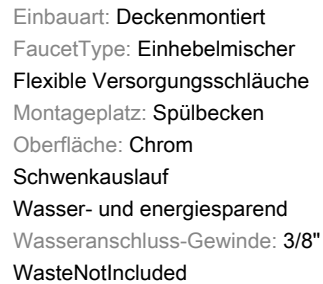 Einbauart: Deckenmontiert
FaucetType: Einhebelmischer
Flexible Versorgungsschläuche
Montageplatz: Spülbecken
Oberfläche: Chrom
Schwenkauslauf
Wasser- und energiesparend
Wasseranschluss-Gewinde: 3/8"
WasteNotIncluded